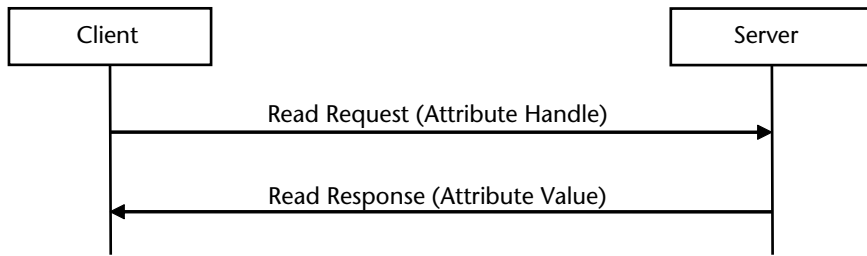 Client
Server
Read Request (Attribute Handle)
Read Response (Attribute Value)